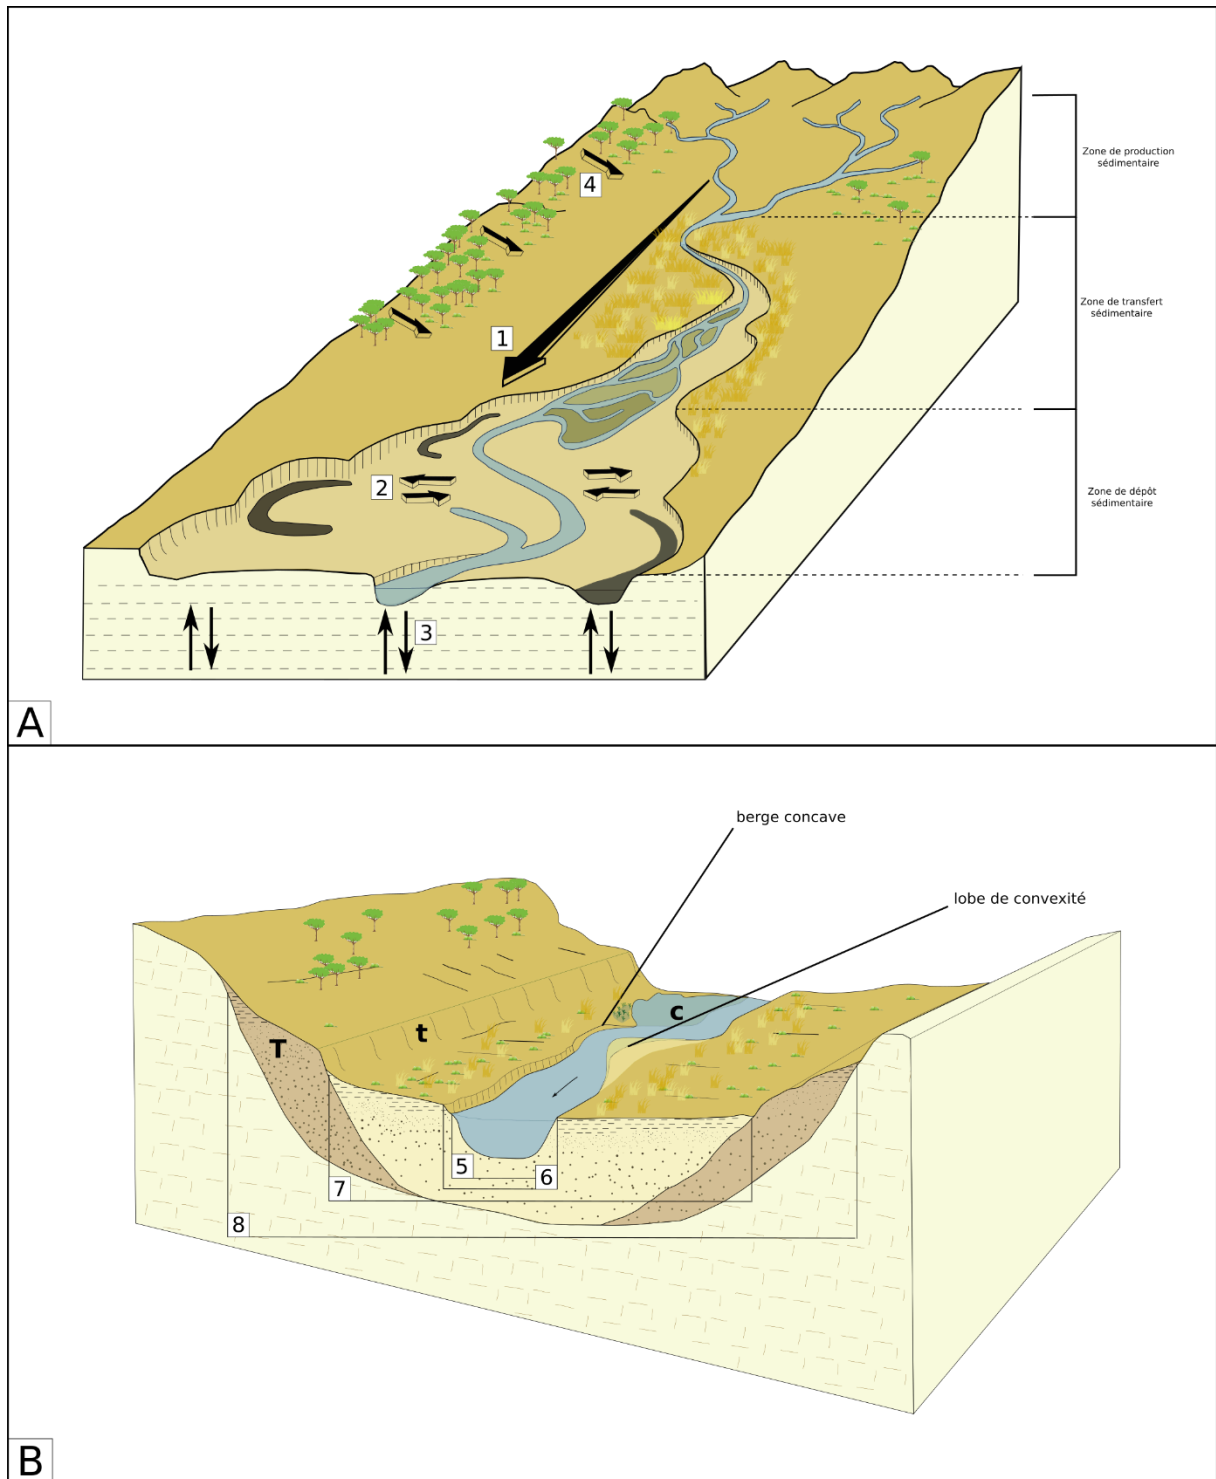 Zone de production
sédimentaire
4
Zone de transfert
sédimentaire
1
2
Zone de dépôt
sédimentaire
3
A
berge concave
lobe de convexité
c
t
T
5
6
7
8
B